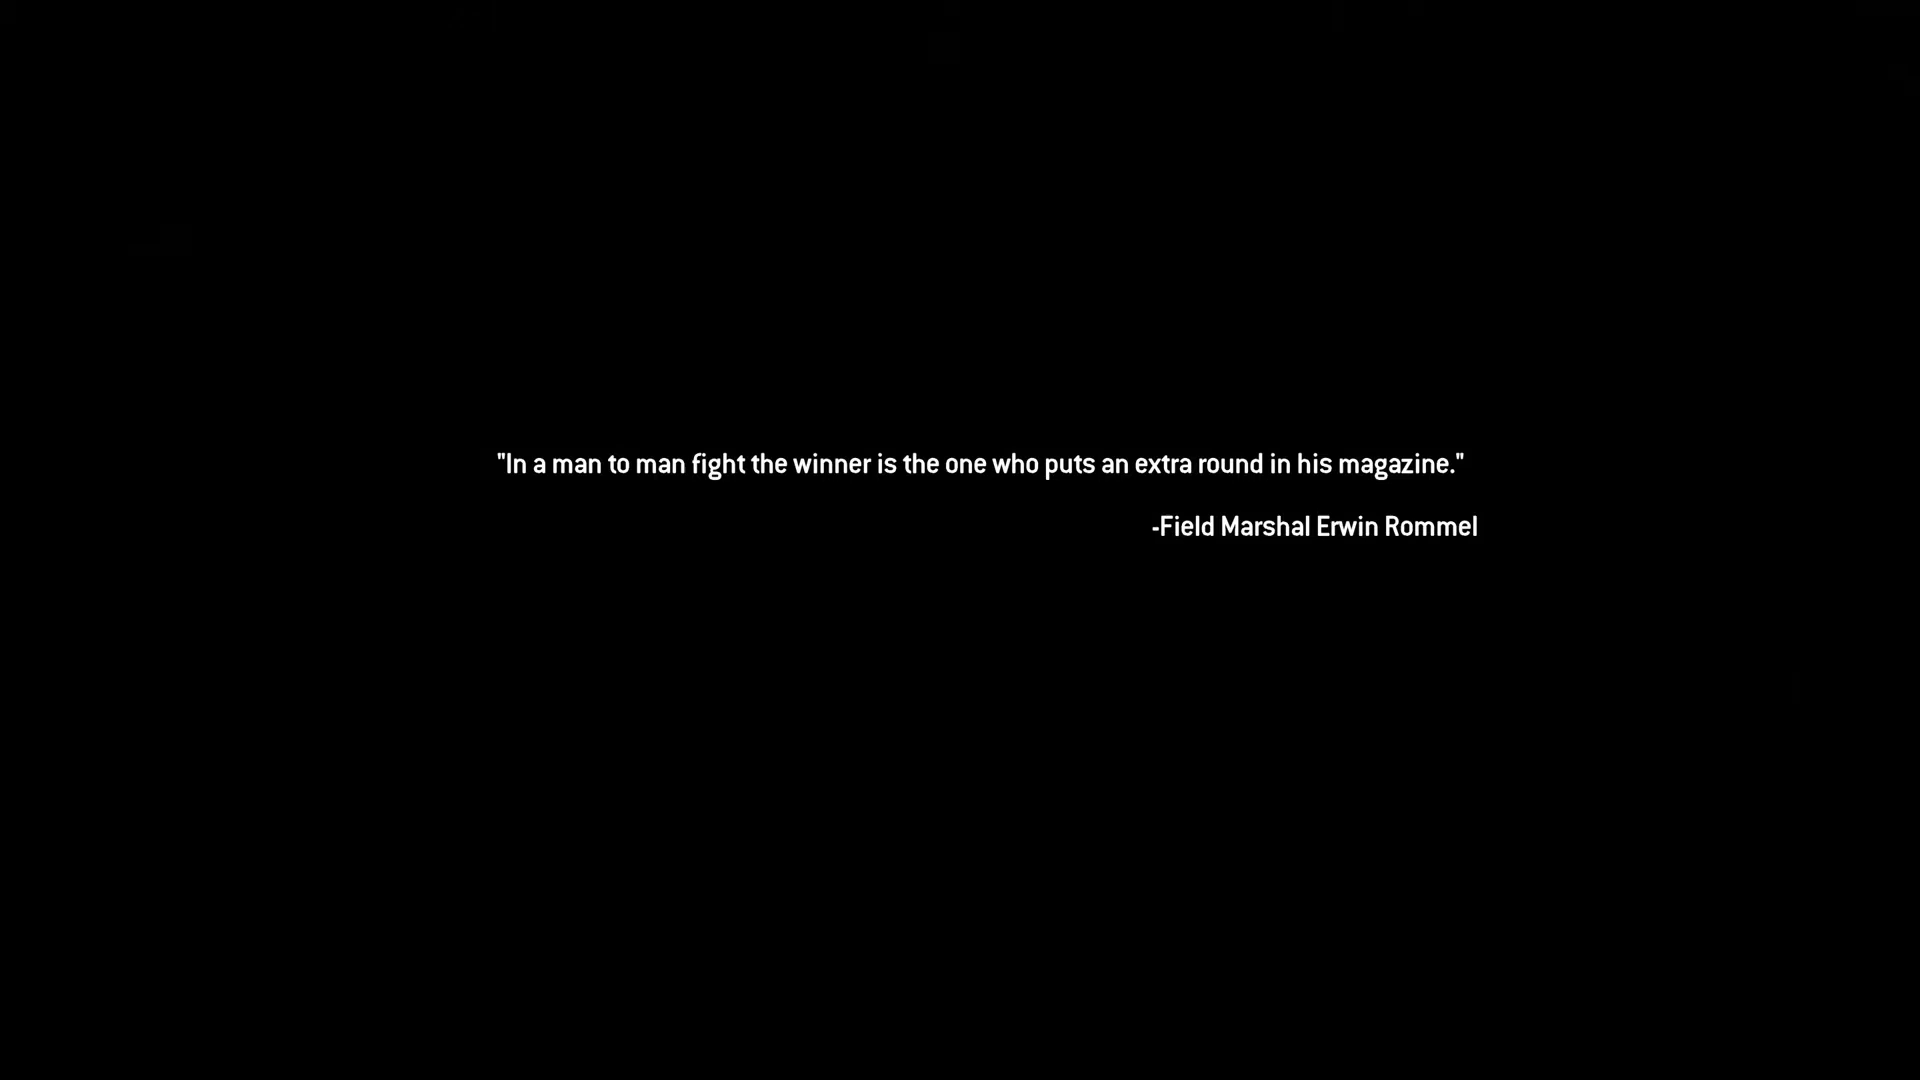 "In a man to man fight the winner is the one who puts an extra round in his magazine."
-Field Marshal Erwin Rommel